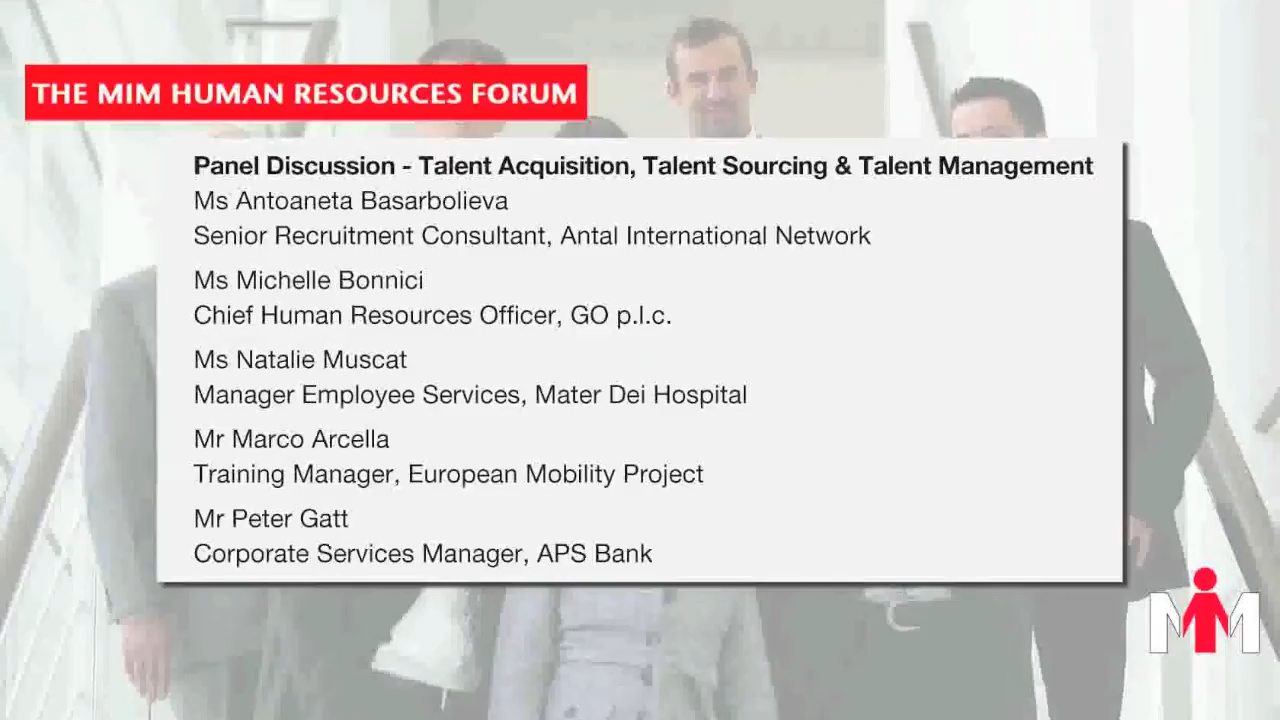 THE MIM HUMAN RESOURCES FORUM
Panel Discussion - Talent Acquisition, Talent Sourcing & Talent Management
Ms Antoaneta Basarbolieva
Senior Recruitment Consultant, Antal International Network
Ms Michelle Bonnici
Chief Human Resources Officer, GO p.l.c.
Ms Natalie Muscat
Manager Employee Services, Mater Dei Hospital
Mr Marco Arcella
Training Manager, European Mobility Project
Mr Peter Gatt
Corporate Services Manager, APS Bank
MIM